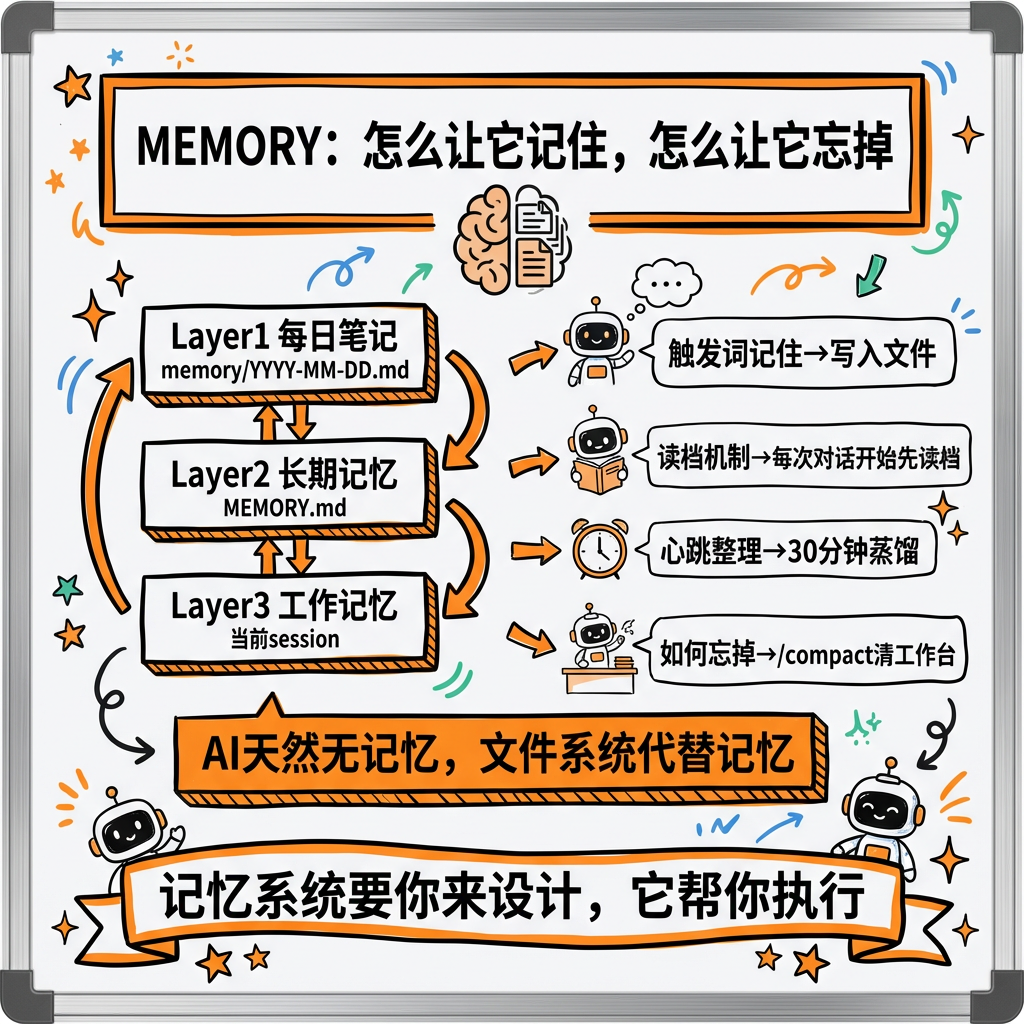 MEMORY：怎么让它记住，怎么让它忘掉
Layer1 每日笔记
memory/YYYY-MM-DD.md
Layer2 长期记忆
MEMORY.md
Layer3 工作记忆
当前session
触发词记住→写入文件
读档机制→每次对话开始先读档
心跳整理→30分钟蒸馏
如何忘掉→/compact清工作台
AI天然无记忆，文件系统代替记忆
记忆系统要你来设计，它帮你执行